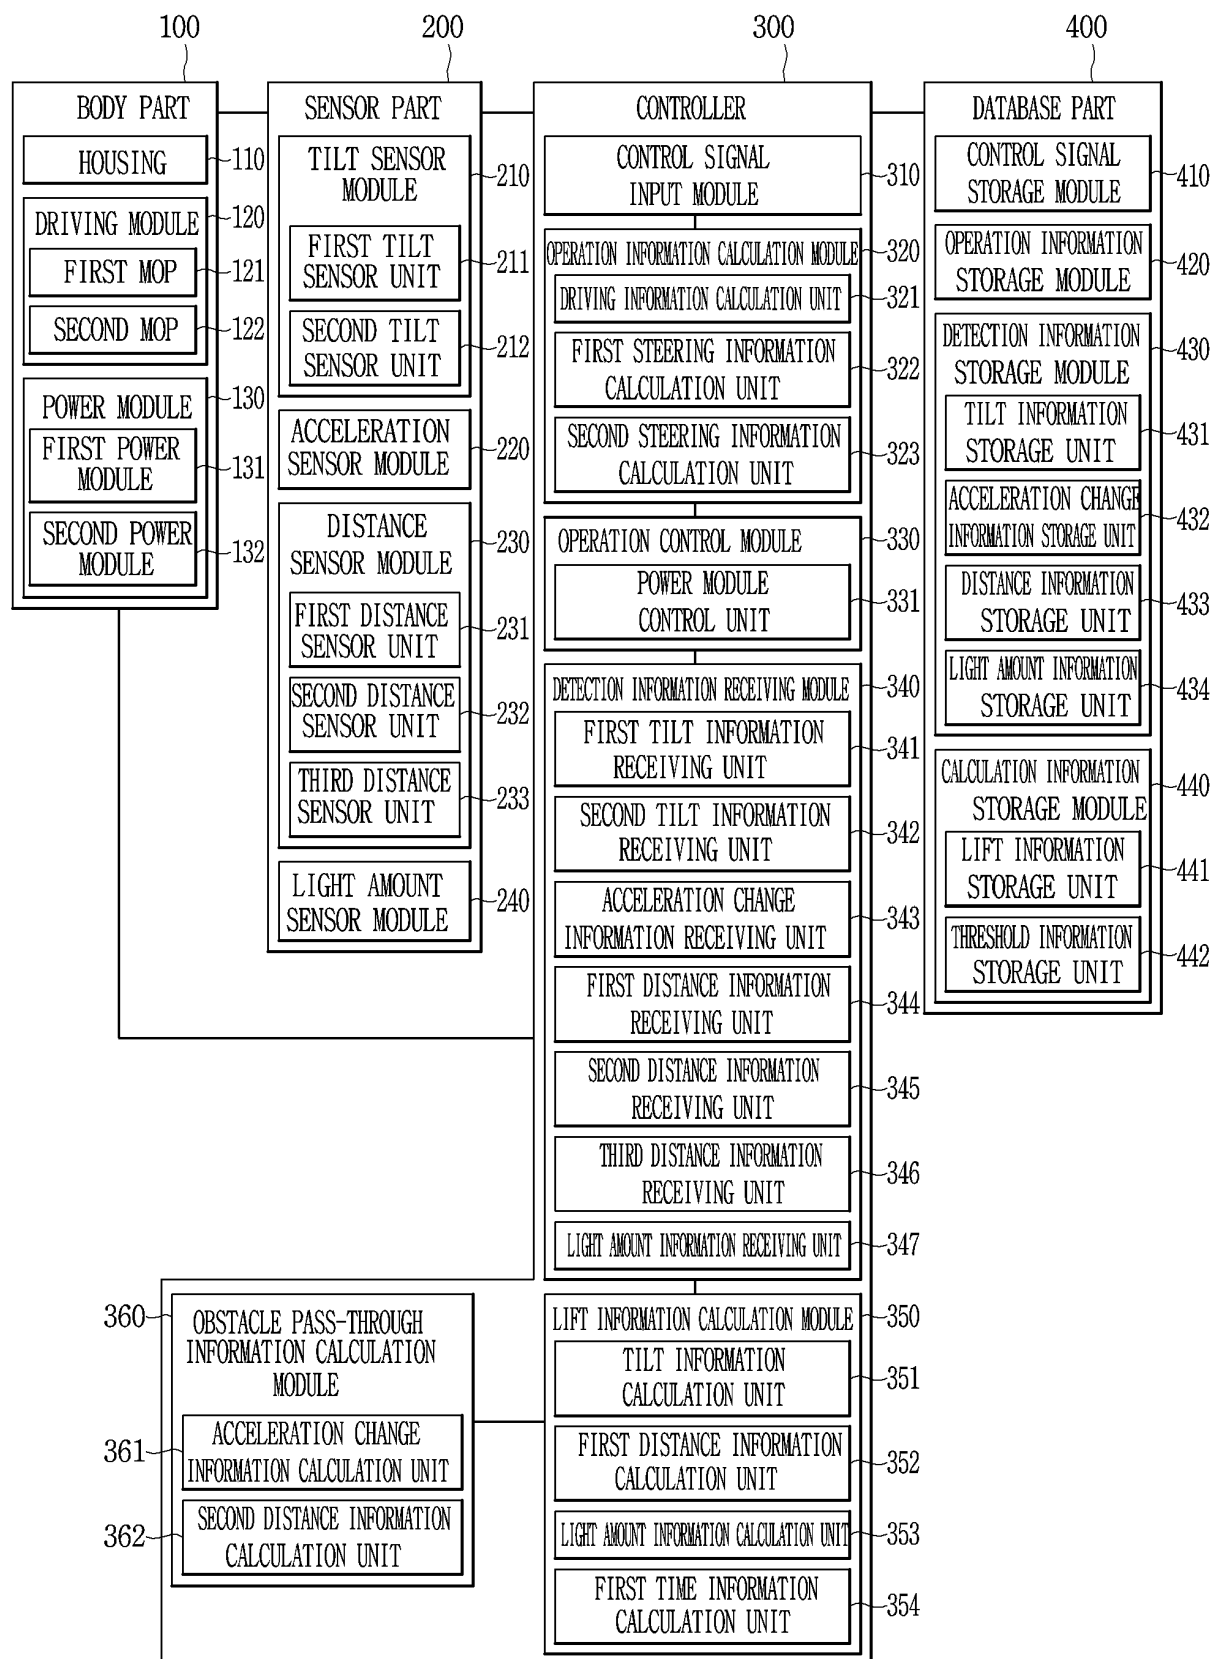 100
BODY PART
HOUSING
110
DRIVING MODULE
120
FIRST MOP
121
SECOND MOP
122
POWER MODULE
130
FIRST POWER
MODULE
131
SECOND POWER
MODULE
132
200
SENSOR PART
TILT SENSOR
MODULE
210
FIRST TILT
SENSOR UNIT
211
SECOND TILT
SENSOR UNIT
212
ACCELERATION
SENSOR MODULE
220
DISTANCE
SENSOR MODULE
230
FIRST DISTANCE
SENSOR UNIT
231
SECOND DISTANCE
SENSOR UNIT
232
THIRD DISTANCE
SENSOR UNIT
233
LIGHT AMOUNT
SENSOR MODULE
240
300
CONTROLLER
CONTROL SIGNAL
INPUT MODULE
310
OPERATION INFORMATION CALCULATION MODULE
320
DRIVING INFORMATION CALCULATION UNIT
321
FIRST STEERING INFORMATION
CALCULATION UNIT
322
SECOND STEERING INFORMATION
CALCULATION UNIT
323
OPERATION CONTROL MODULE
330
POWER MODULE
CONTROL UNIT
331
DETECTION INFORMATION RECEIVING MODULE
340
FIRST TILT INFORMATION
RECEIVING UNIT
341
SECOND TILT INFORMATION
RECEIVING UNIT
342
ACCELERATION CHANGE
INFORMATION RECEIVING UNIT
343
FIRST DISTANCE INFORMATION
RECEIVING UNIT
344
SECOND DISTANCE INFORMATION
RECEIVING UNIT
345
THIRD DISTANCE INFORMATION
RECEIVING UNIT
346
LIGHT AMOUNT INFORMATION RECEIVING UNIT
347
LIFT INFORMATION CALCULATION MODULE
350
TILT INFORMATION
CALCULATION UNIT
351
FIRST DISTANCE INFORMATION
CALCULATION UNIT
352
LIGHT AMOUNT INFORMATION CALCULATION UNIT
353
FIRST TIME INFORMATION
CALCULATION UNIT
354
360
OBSTACLE PASS-THROUGH
INFORMATION CALCULATION
MODULE
361
ACCELERATION CHANGE
INFORMATION CALCULATION UNIT
362
SECOND DISTANCE INFORMATION
CALCULATION UNIT
400
DATABASE PART
CONTROL SIGNAL
STORAGE MODULE
410
OPERATION INFORMATION
STORAGE MODULE
420
DETECTION INFORMATION
STORAGE MODULE
430
TILT INFORMATION
STORAGE UNIT
431
ACCELERATION CHANGE
INFORMATION STORAGE UNIT
432
DISTANCE INFORMATION
STORAGE UNIT
433
LIGHT AMOUNT INFORMATION
STORAGE UNIT
434
CALCULATION INFORMATION
STORAGE MODULE
440
LIFT INFORMATION
STORAGE UNIT
441
THRESHOLD INFORMATION
STORAGE UNIT
442